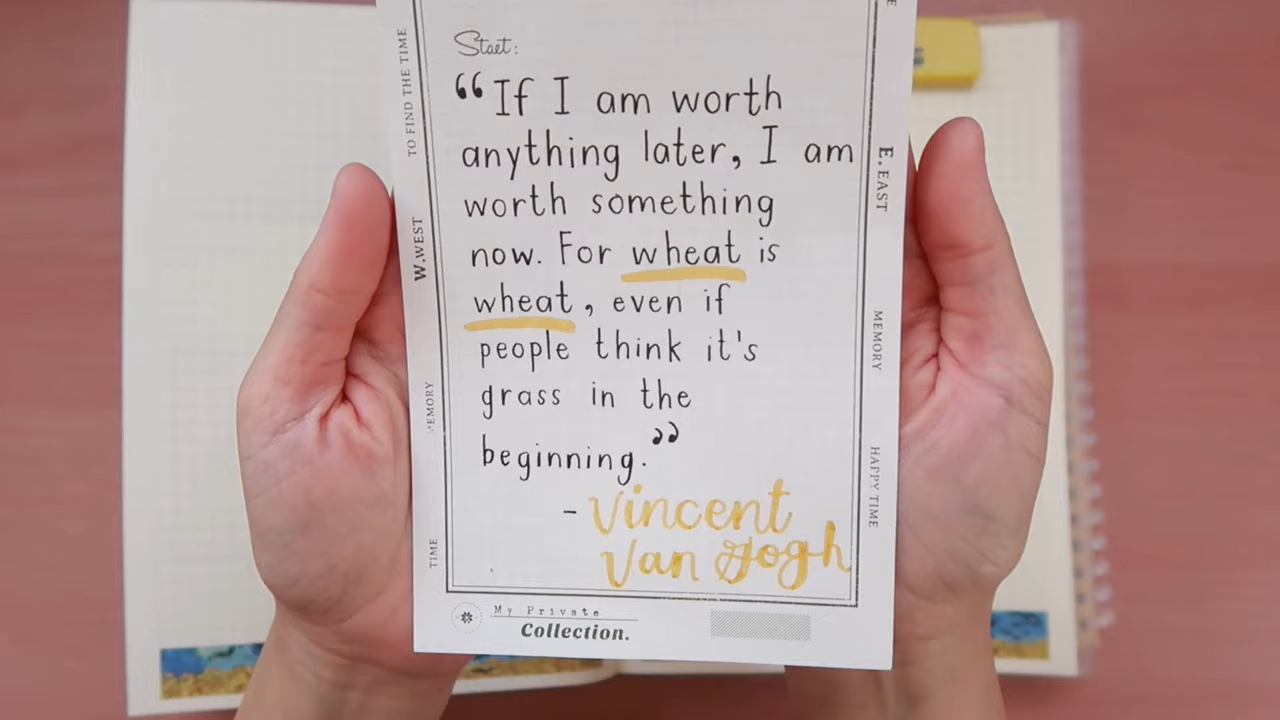 Start:
“If I am worth
anything later, I am
worth something
now. For wheat is
wheat, even if
people think it's
grass in the
beginning.”
- Vincent
Van Gogh
My Private
Collection.
TO FIND THE TIME
W.WEST
MEMORY
TIME
E.EAST
MEMORY
HAPPY TIME